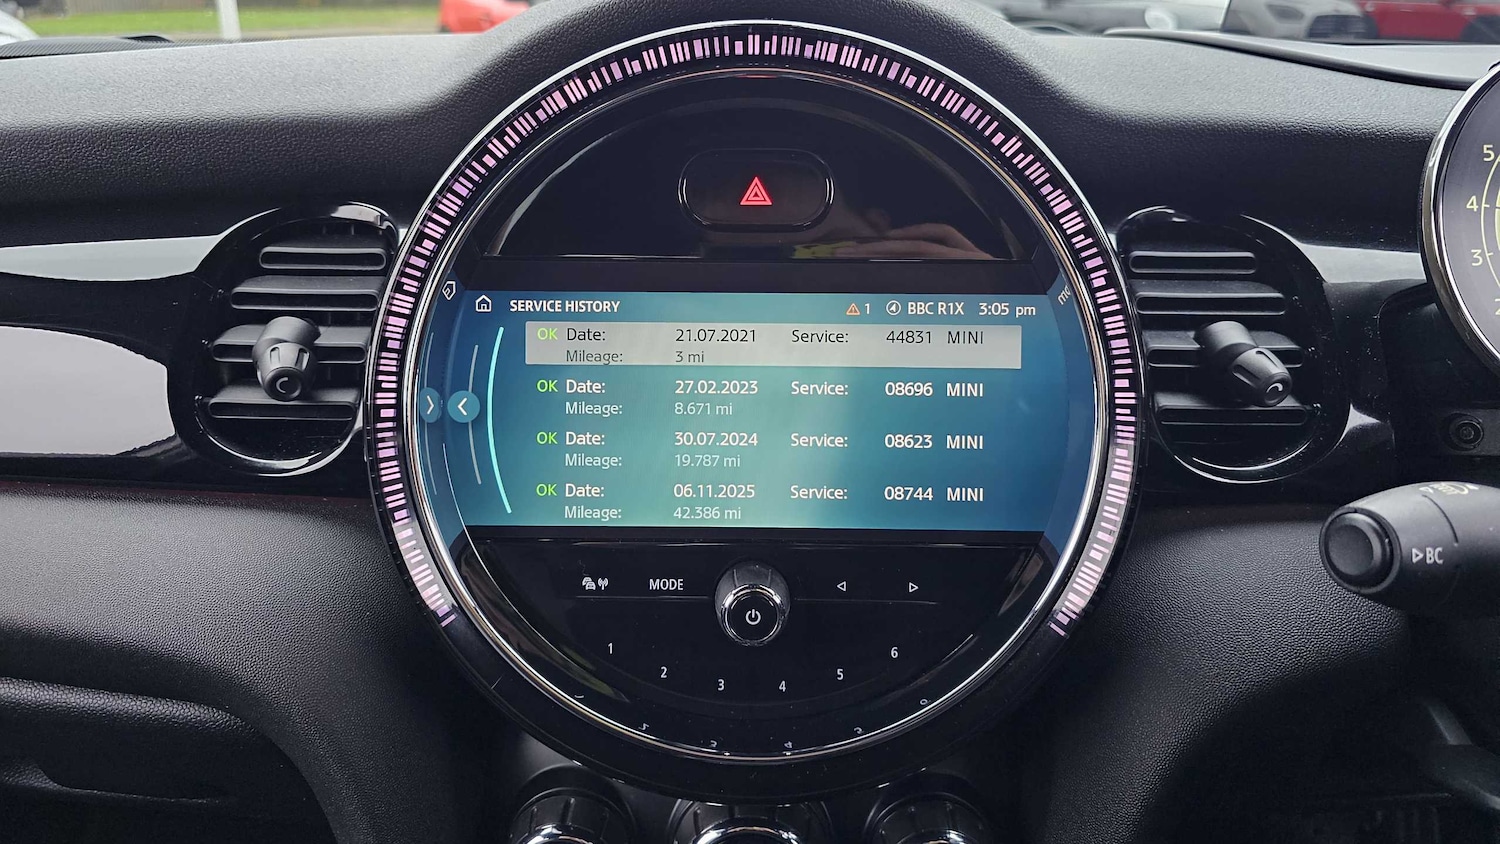 SERVICE HISTORY 1 BBC R1X 3:05 pm
OK Date: 21.07.2021 Service: 44831 MINI
Mileage: 3 mi
OK Date: 27.02.2023 Service: 08696 MINI
Mileage: 8.671 mi
OK Date: 30.07.2024 Service: 08623 MINI
Mileage: 19.787 mi
OK Date: 06.11.2025 Service: 08744 MINI
Mileage: 42.386 mi
MODE
1 2 3 4 5 6
5
4
3
BC